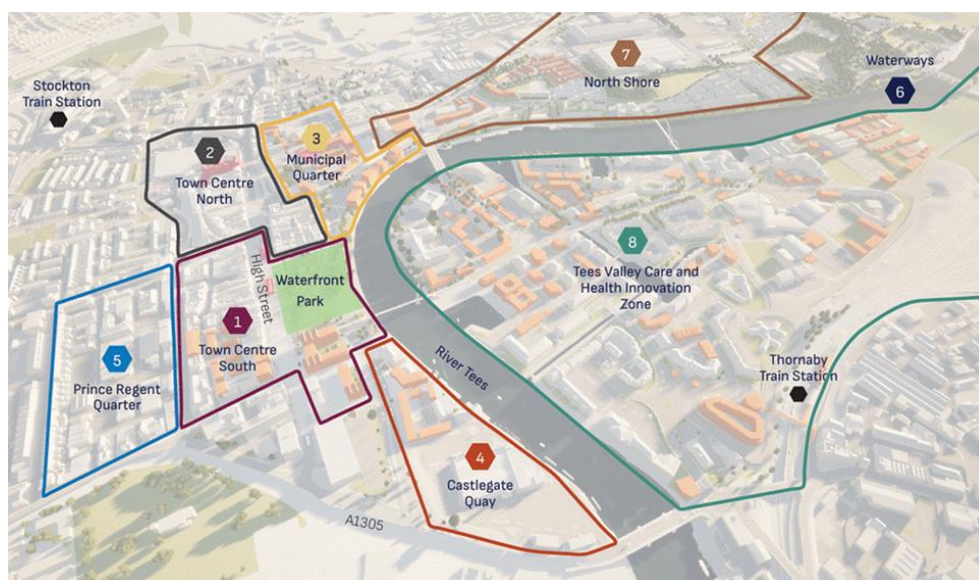 7
North Shore
Waterways
6
Stockton
Train Station
2
Town Centre
North
3
Municipal
Quarter
8
Tees Valley Care and
Health Innovation
Zone
High Street
Waterfront
Park
1
Town Centre
South
5
Prince Regent
Quarter
River Tees
Thornaby
Train Station
4
Castlegate
Quay
A1305